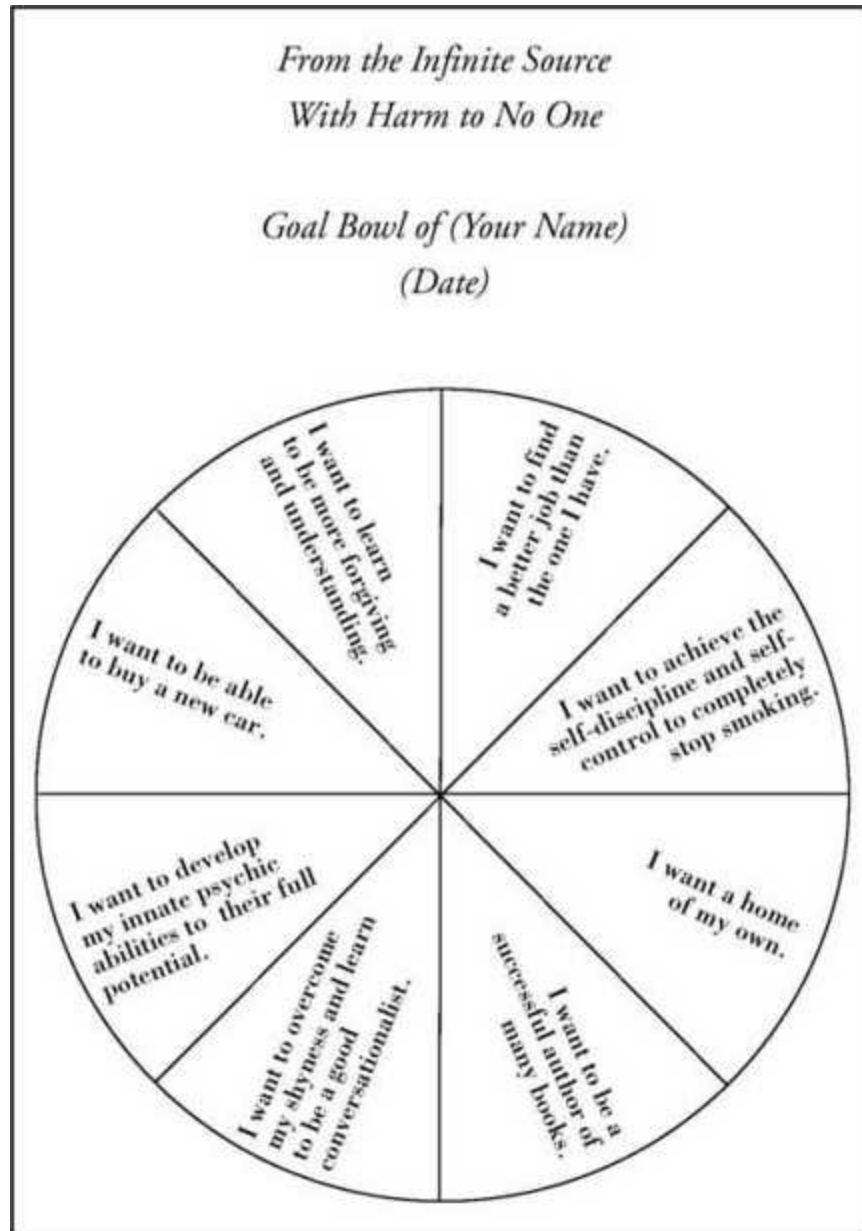 From the Infinite Source
With Harm to No One
Goal Bowl of (Your Name)
(Date)
I want to find
a better job than
the one I have.
I want to achieve the
self-discipline and self-
control to completely
stop smoking.
I want a home
of my own.
I want to be a
successful author of
many books.
I want to overcome
my shyness and learn
to be a good
conversationalist.
I want to develop
my innate psychic
abilities to their full
potential.
I want to be able
to buy a new car.
I want to learn
to be more forgiving
and understanding.